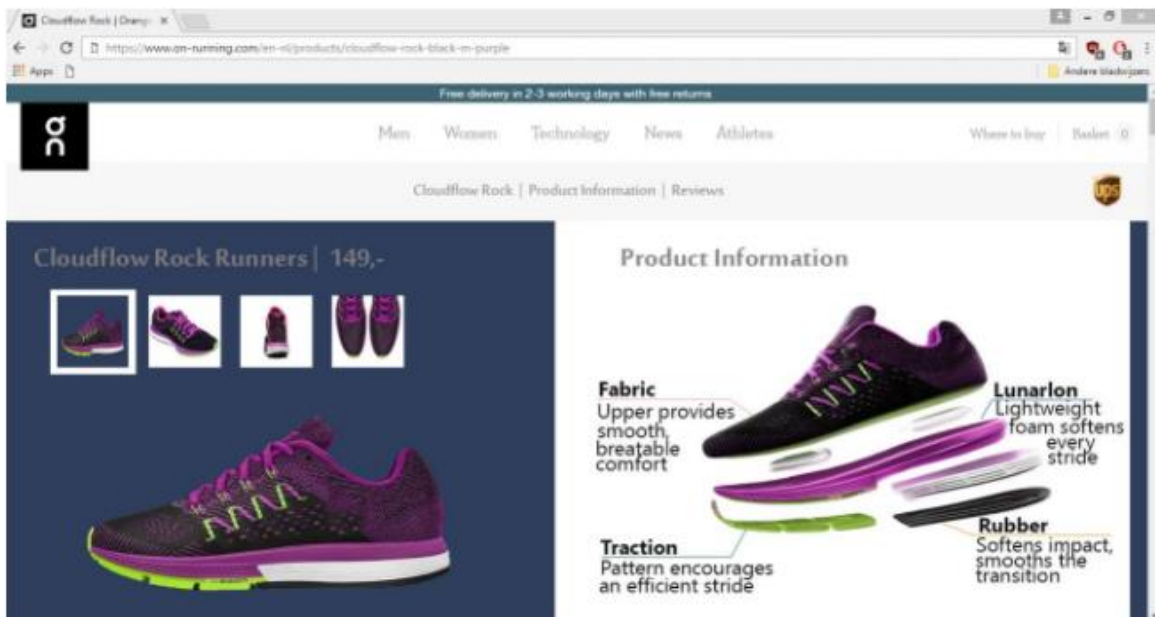 Cloudflow Rock | Orange
https://www.on-running.com/en-nl/products/cloudflow-rock-black-m-purple
Apps
Andere bladwijzers
Free delivery in 2-3 working days with free returns
on
Men Women Technology News Athletes Where to buy Basket 0
Cloudflow Rock | Product Information | Reviews
ups
Cloudflow Rock Runners | 149,-
Product Information
Fabric
Upper provides
smooth,
breatable
comfort
Lunarlon
Lightweight
foam softens
every
stride
Traction
Pattern encourages
an efficient stride
Rubber
Softens impact,
smooths the
transition